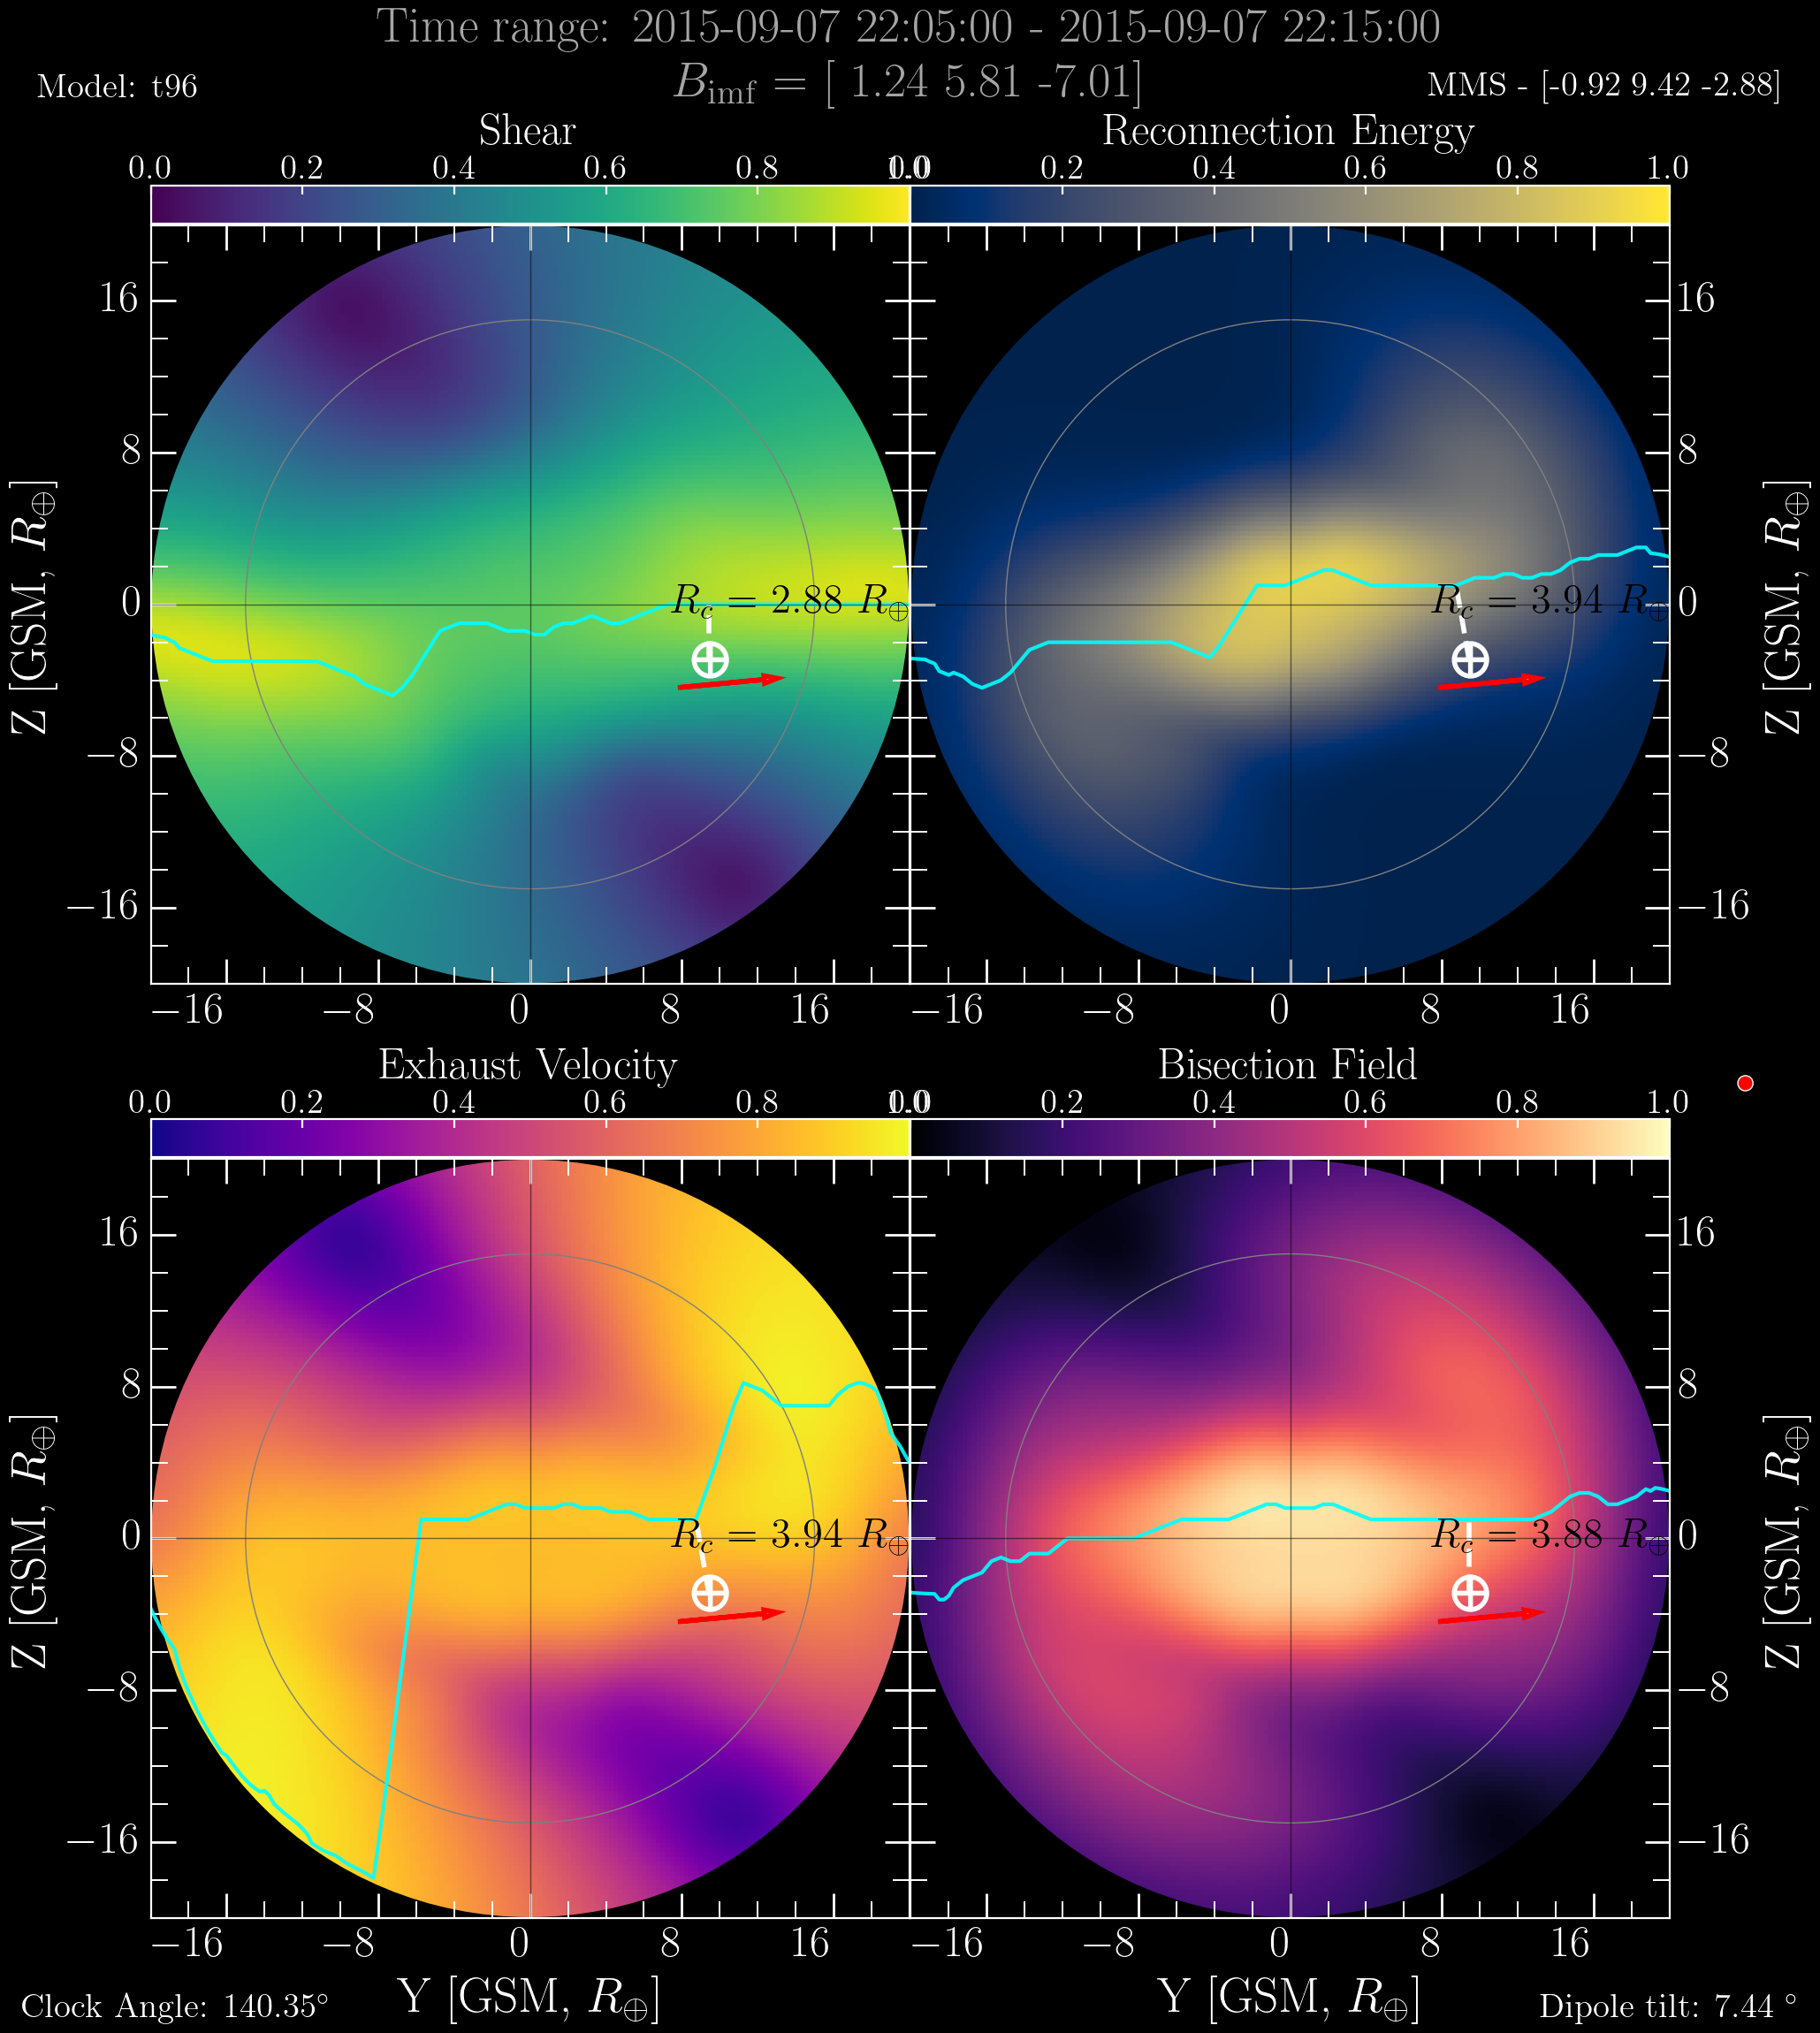 Time range: 2015-09-07 22:05:00 - 2015-09-07 22:15:00
Model: t96
B_imf = [ 1.24 5.81 -7.01]
MMS - [-0.92 9.42 -2.88]
Shear
Reconnection Energy
0.0 0.2 0.4 0.6 0.8 1.0
0.0 0.2 0.4 0.6 0.8 1.0
Z [GSM, R⊕]
16
8
0
−8
−16
R_c = 2.88 R⊕
R_c = 3.94 R⊕
16
8
0
−8
−16
Z [GSM, R⊕]
−16 −8 0 8 16
−16 −8 0 8 16
Exhaust Velocity
Bisection Field
0.0 0.2 0.4 0.6 0.8 1.0
0.0 0.2 0.4 0.6 0.8 1.0
Z [GSM, R⊕]
16
8
0
−8
−16
R_c = 3.94 R⊕
R_c = 3.88 R⊕
16
8
0
−8
−16
Z [GSM, R⊕]
−16 −8 0 8 16
−16 −8 0 8 16
Y [GSM, R⊕]
Y [GSM, R⊕]
Clock Angle: 140.35°
Dipole tilt: 7.44 °